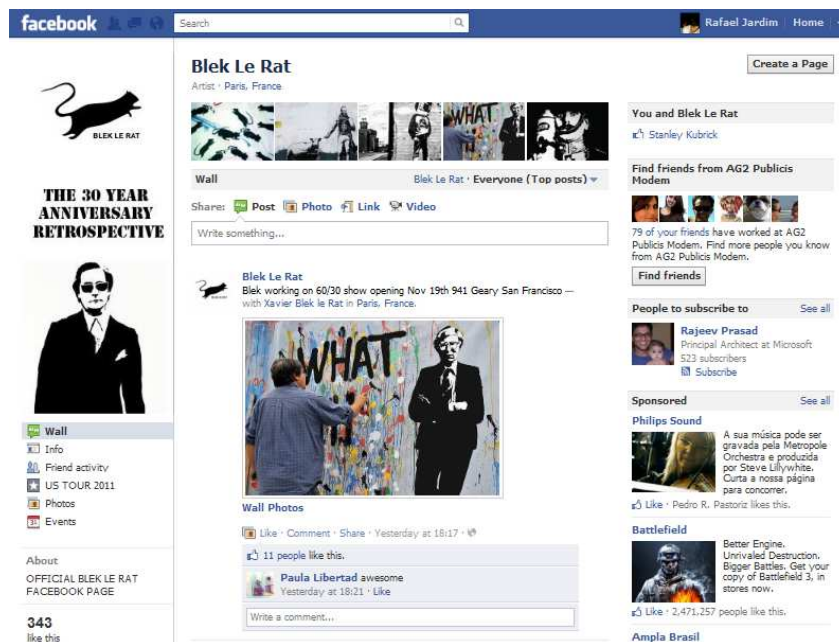 facebook
Search
Rafael Jardim
Home
BLEK LE RAT
THE 30 YEAR
ANNIVERSARY
RETROSPECTIVE
Wall
Info
Friend activity
US TOUR 2011
Photos
Events
About
OFFICIAL BLEK LE RAT
FACEBOOK PAGE
343
like this
Blek Le Rat
Artist · Paris, France
WHAT
Wall
Blek Le Rat · Everyone (Top posts)
Share: Post Photo Link Video
Write something...
Blek Le Rat
Blek working on 60/30 show opening Nov 19th 941 Geary San Francisco —
with Xavier Blek le Rat in Paris, France.
WHAT
Wall Photos
Like · Comment · Share · Yesterday at 18:17 ·
11 people like this.
Paula Libertad awesome
Yesterday at 18:21 · Like
Write a comment...
Create a Page
You and Blek Le Rat
Stanley Kubrick
Find friends from AG2 Publicis
Modem
79 of your friends have worked at AG2
Publicis Modem. Find more people you know
from AG2 Publicis Modem.
Find friends
People to subscribe to
See all
Rajeev Prasad
Principal Architect at Microsoft
523 subscribers
Subscribe
Sponsored
See all
Philips Sound
A sua música pode ser
gravada pela Metropole
Orchestra e produzida
por Steve Lillywhite.
Curta a nossa página
para concorrer.
Like · Pedro R. Pastoriz likes this.
Battlefield
Better Engine.
Unrivaled Destruction.
Bigger Battles. Get your
copy of Battlefield 3, in
stores now.
Like · 2,471,257 people like this.
Ampla Brasil